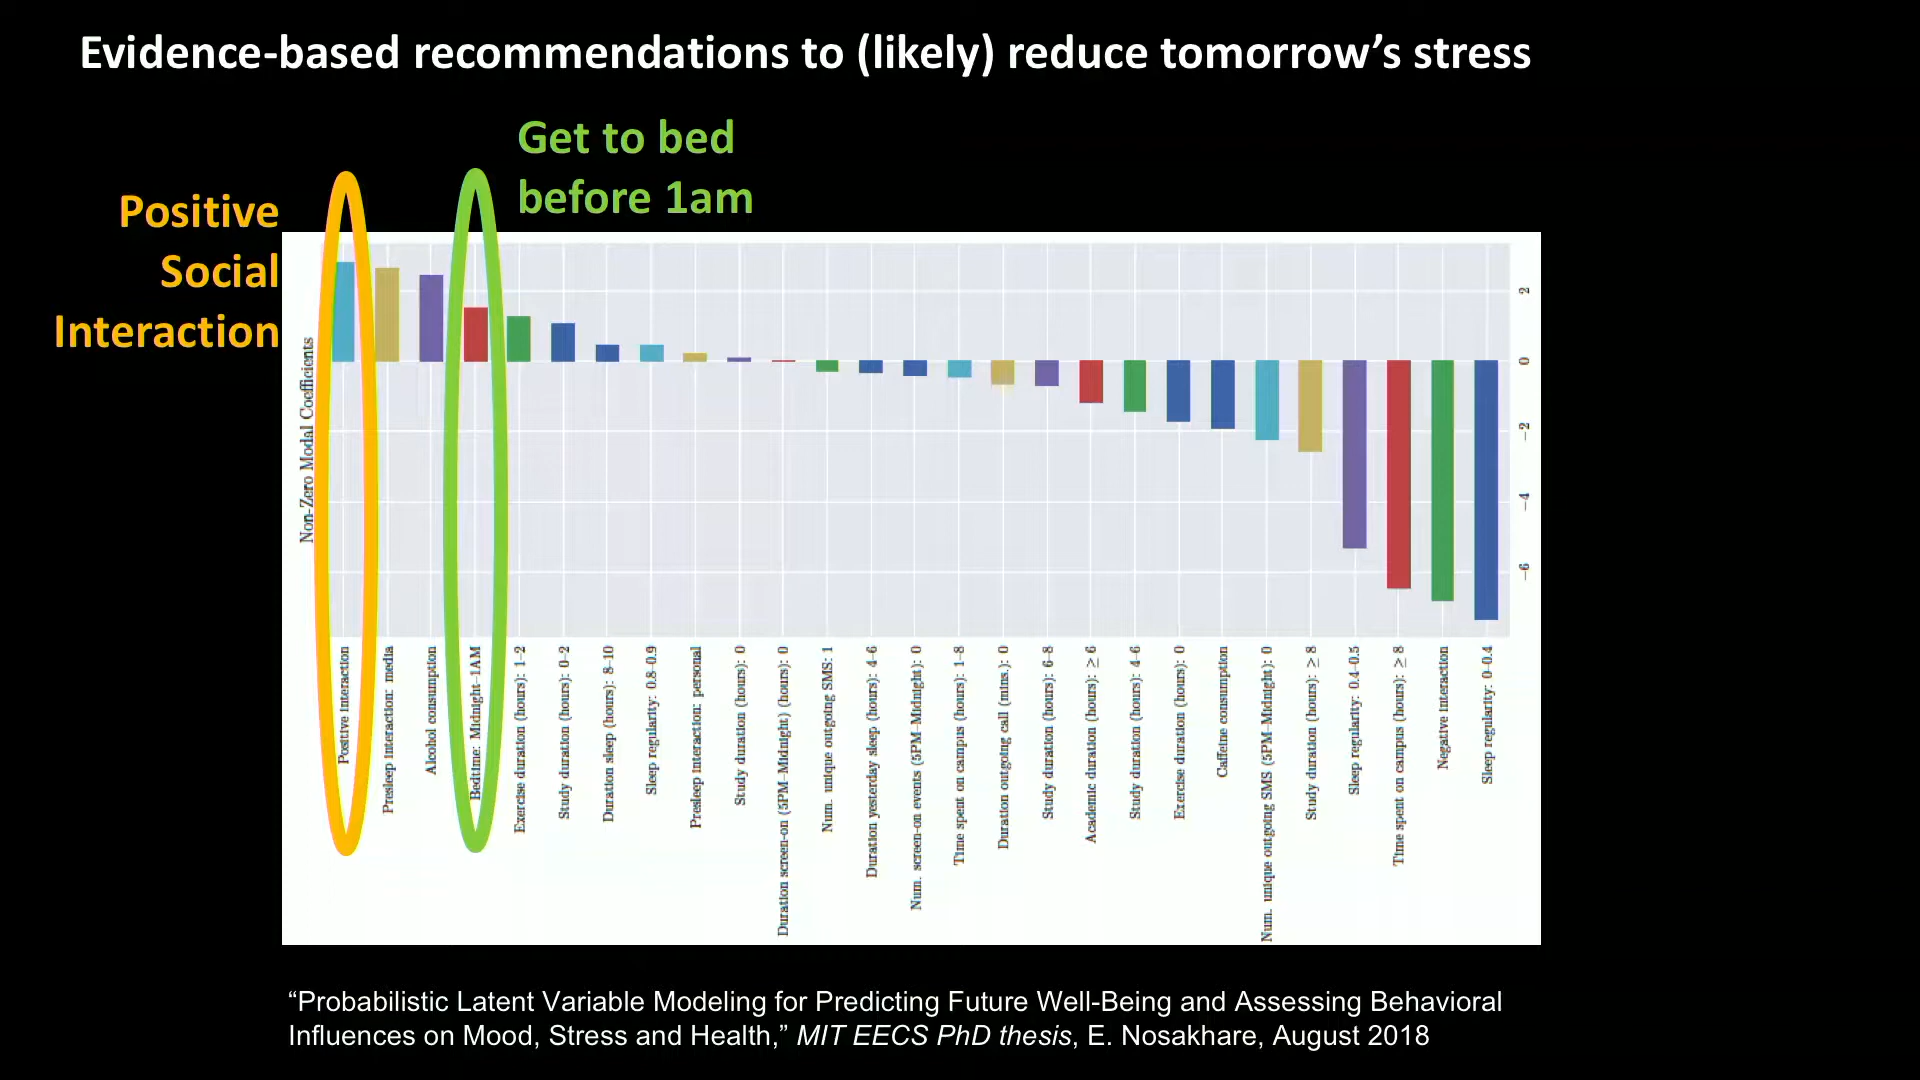 Evidence-based recommendations to (likely) reduce tomorrow’s stress
Get to bed
before 1am
Positive
Social
Interaction
Non-Zero Modal Coefficients
2
0
−2
−4
−6
Positive interaction
Presleep interaction: media
Alcohol consumption
Bedtime: Midnight–1AM
Exercise duration (hours): 1–2
Study duration (hours): 0–2
Duration sleep (hours): 8–10
Sleep regularity: 0.8–0.9
Presleep interaction: personal
Study duration (hours): 0
Duration screen-on (5PM–Midnight) (hours): 0
Num. unique outgoing SMS: 1
Duration yesterday sleep (hours): 4–6
Num. screen-on events (5PM–Midnight): 0
Time spent on campus (hours): 1–8
Duration outgoing call (mins.): 0
Study duration (hours): 6–8
Academic duration (hours): ≥ 6
Study duration (hours): 4–6
Exercise duration (hours): 0
Caffeine consumption
Num. unique outgoing SMS (5PM–Midnight): 0
Study duration (hours): ≥ 8
Sleep regularity: 0.4–0.5
Time spent on campus (hours): ≥ 8
Negative interaction
Sleep regularity: 0–0.4
“Probabilistic Latent Variable Modeling for Predicting Future Well-Being and Assessing Behavioral
Influences on Mood, Stress and Health,” MIT EECS PhD thesis, E. Nosakhare, August 2018